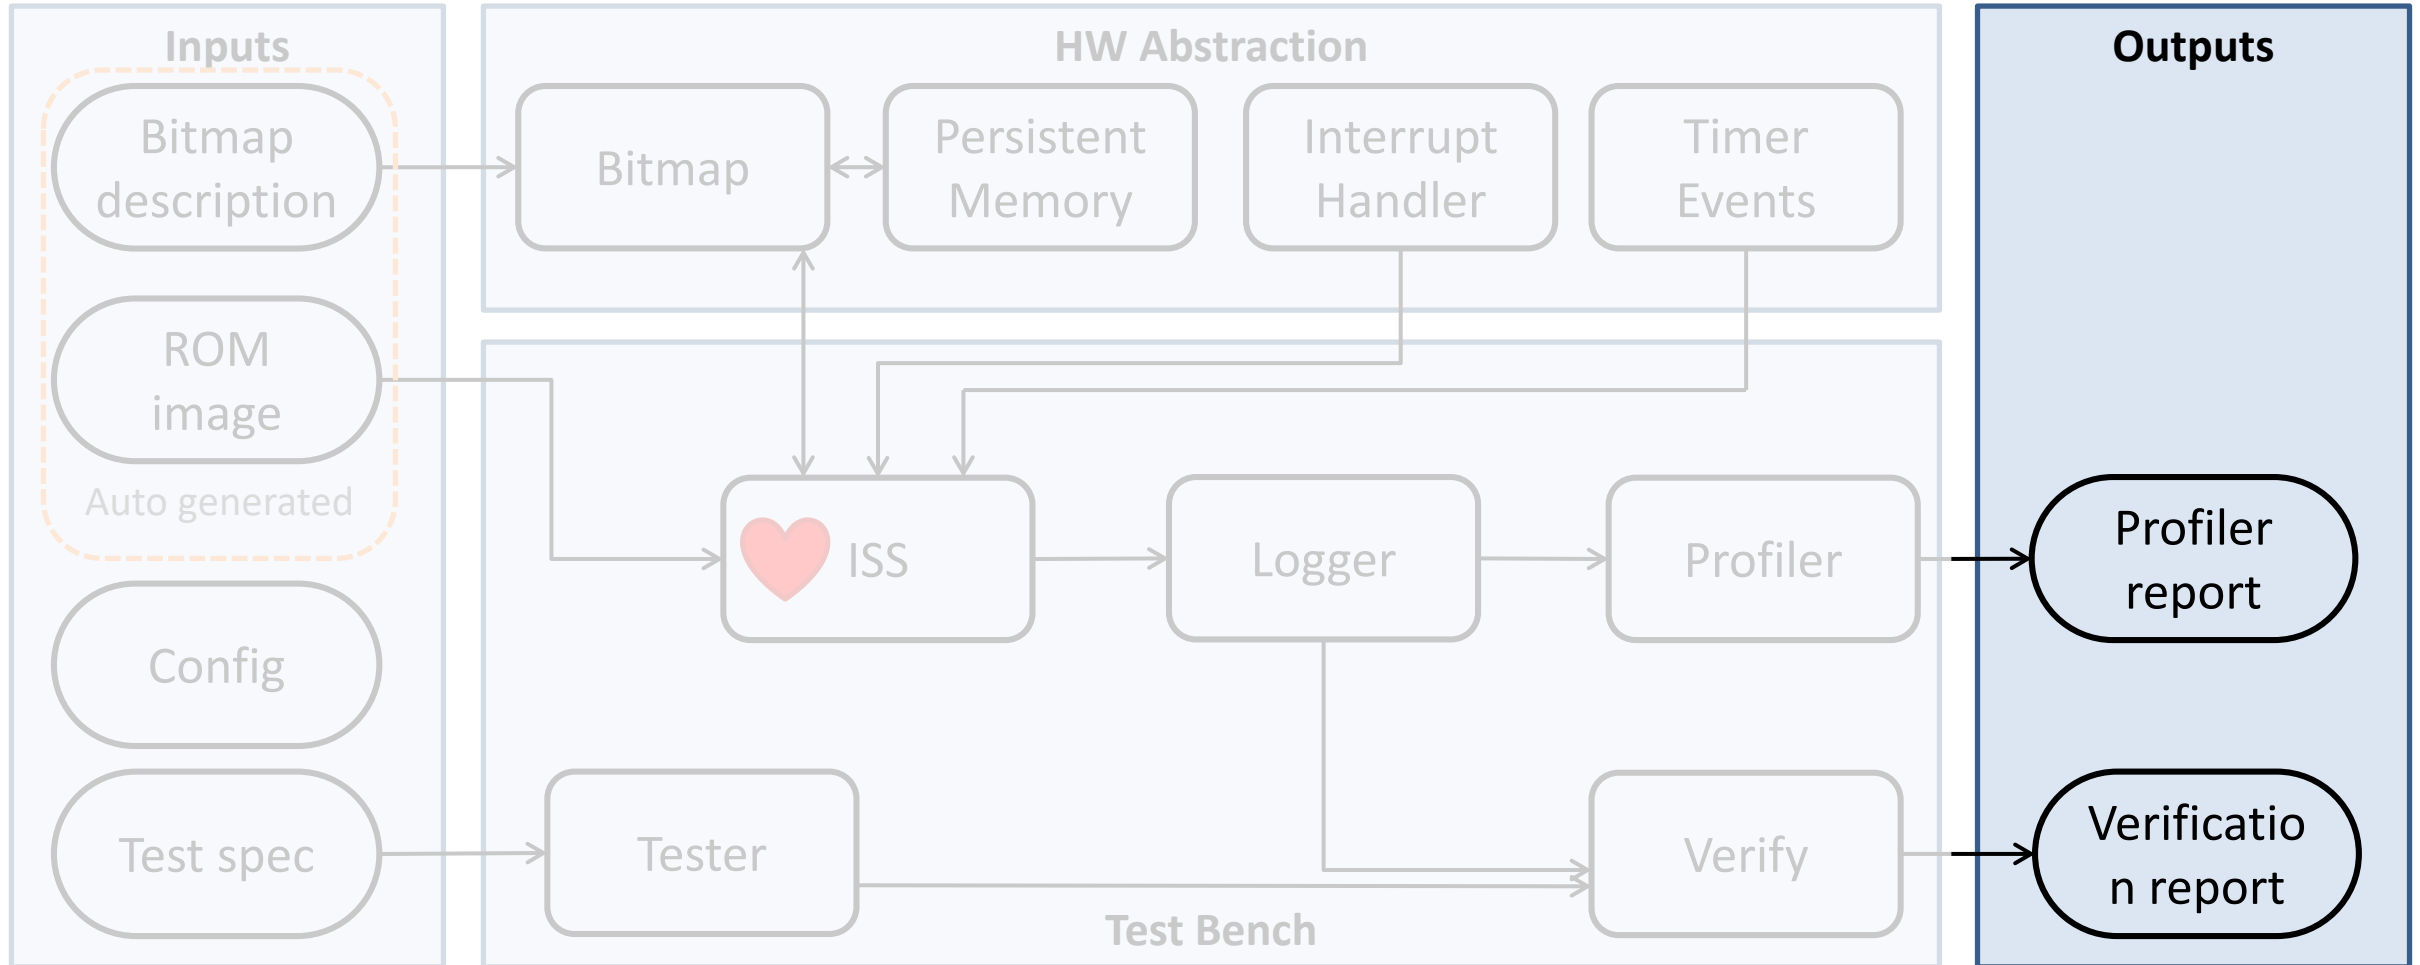 Inputs
Bitmap
description
ROM
image
Auto generated
Config
Test spec
HW Abstraction
Bitmap
Persistent
Memory
Interrupt
Handler
Timer
Events
ISS
Logger
Profiler
Tester
Verify
Test Bench
Outputs
Profiler
report
Verificatio
n report